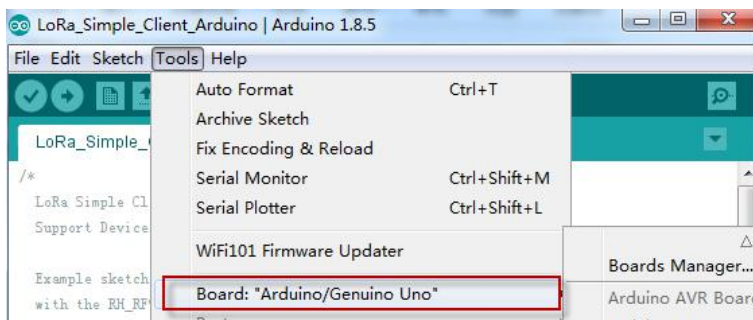 LoRa_Simple_Client_Arduino | Arduino 1.8.5
File Edit Sketch Tools Help
Auto Format Ctrl+T
Archive Sketch
LoRa_Simple_
Fix Encoding & Reload
/*
Serial Monitor Ctrl+Shift+M
LoRa Simple Cl
Serial Plotter Ctrl+Shift+L
Support Device
WiFi101 Firmware Updater
Boards Manager...
Example sketch
Board: "Arduino/Genuino Uno"
Arduino AVR Boar
with the RH_RF